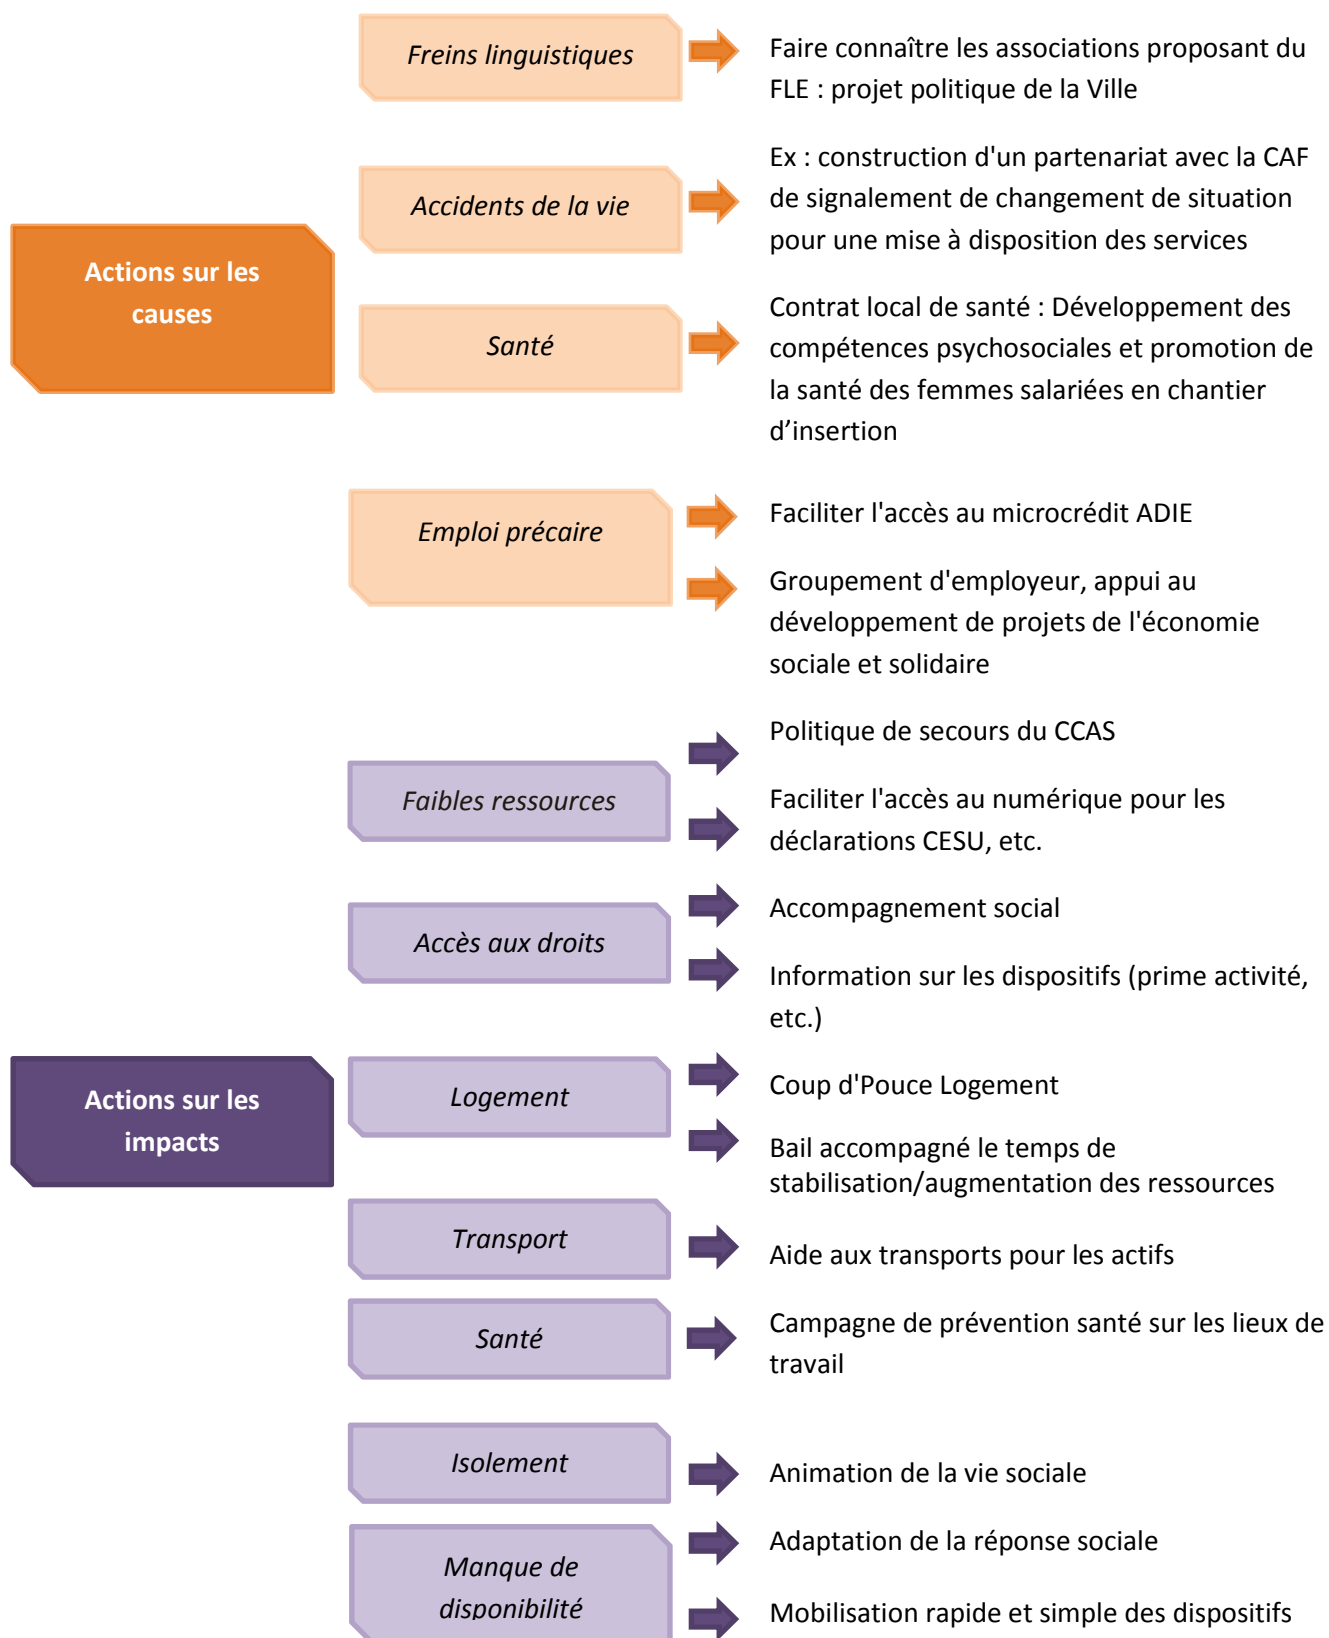 Freins linguistiques
Faire connaître les associations proposant du
FLE : projet politique de la Ville
Accidents de la vie
Ex : construction d'un partenariat avec la CAF
de signalement de changement de situation
pour une mise à disposition des services
Actions sur les
causes
Santé
Contrat local de santé : Développement des
compétences psychosociales et promotion de
la santé des femmes salariées en chantier
d’insertion
Emploi précaire
Faciliter l'accès au microcrédit ADIE
Groupement d'employeur, appui au
développement de projets de l'économie
sociale et solidaire
Faibles ressources
Politique de secours du CCAS
Faciliter l'accès au numérique pour les
déclarations CESU, etc.
Accès aux droits
Accompagnement social
Information sur les dispositifs (prime activité,
etc.)
Actions sur les
impacts
Logement
Coup d'Pouce Logement
Bail accompagné le temps de
stabilisation/augmentation des ressources
Transport
Aide aux transports pour les actifs
Santé
Campagne de prévention santé sur les lieux de
travail
Isolement
Animation de la vie sociale
Manque de
disponibilité
Adaptation de la réponse sociale
Mobilisation rapide et simple des dispositifs